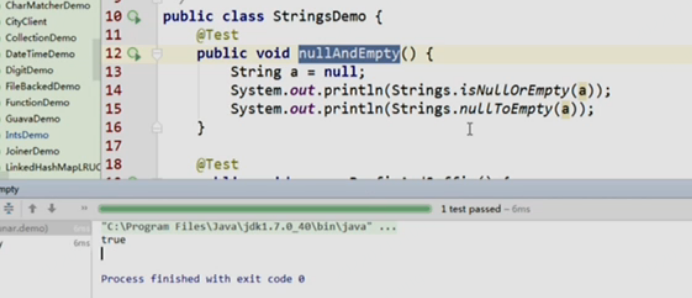 CharMatcherDemo
CityClient
CollectionDemo
DateTimeDemo
DigitDemo
FileBackedDemo
FunctionDemo
GuavaDemo
IntsDemo
JoinerDemo
LinkedHashMapLRUC
10 public class StringsDemo {
11 @Test
12 public void nullAndEmpty() {
13 String a = null;
14 System.out.println(Strings.isNullOrEmpty(a));
15 System.out.println(Strings.nullToEmpty(a));
16 }
17
18 @Test
mpty
1 test passed – 6ms
unar.demo) 6ms
y 6ms
"C:\Program Files\Java\jdk1.7.0_40\bin\java" ...
true
Process finished with exit code 0